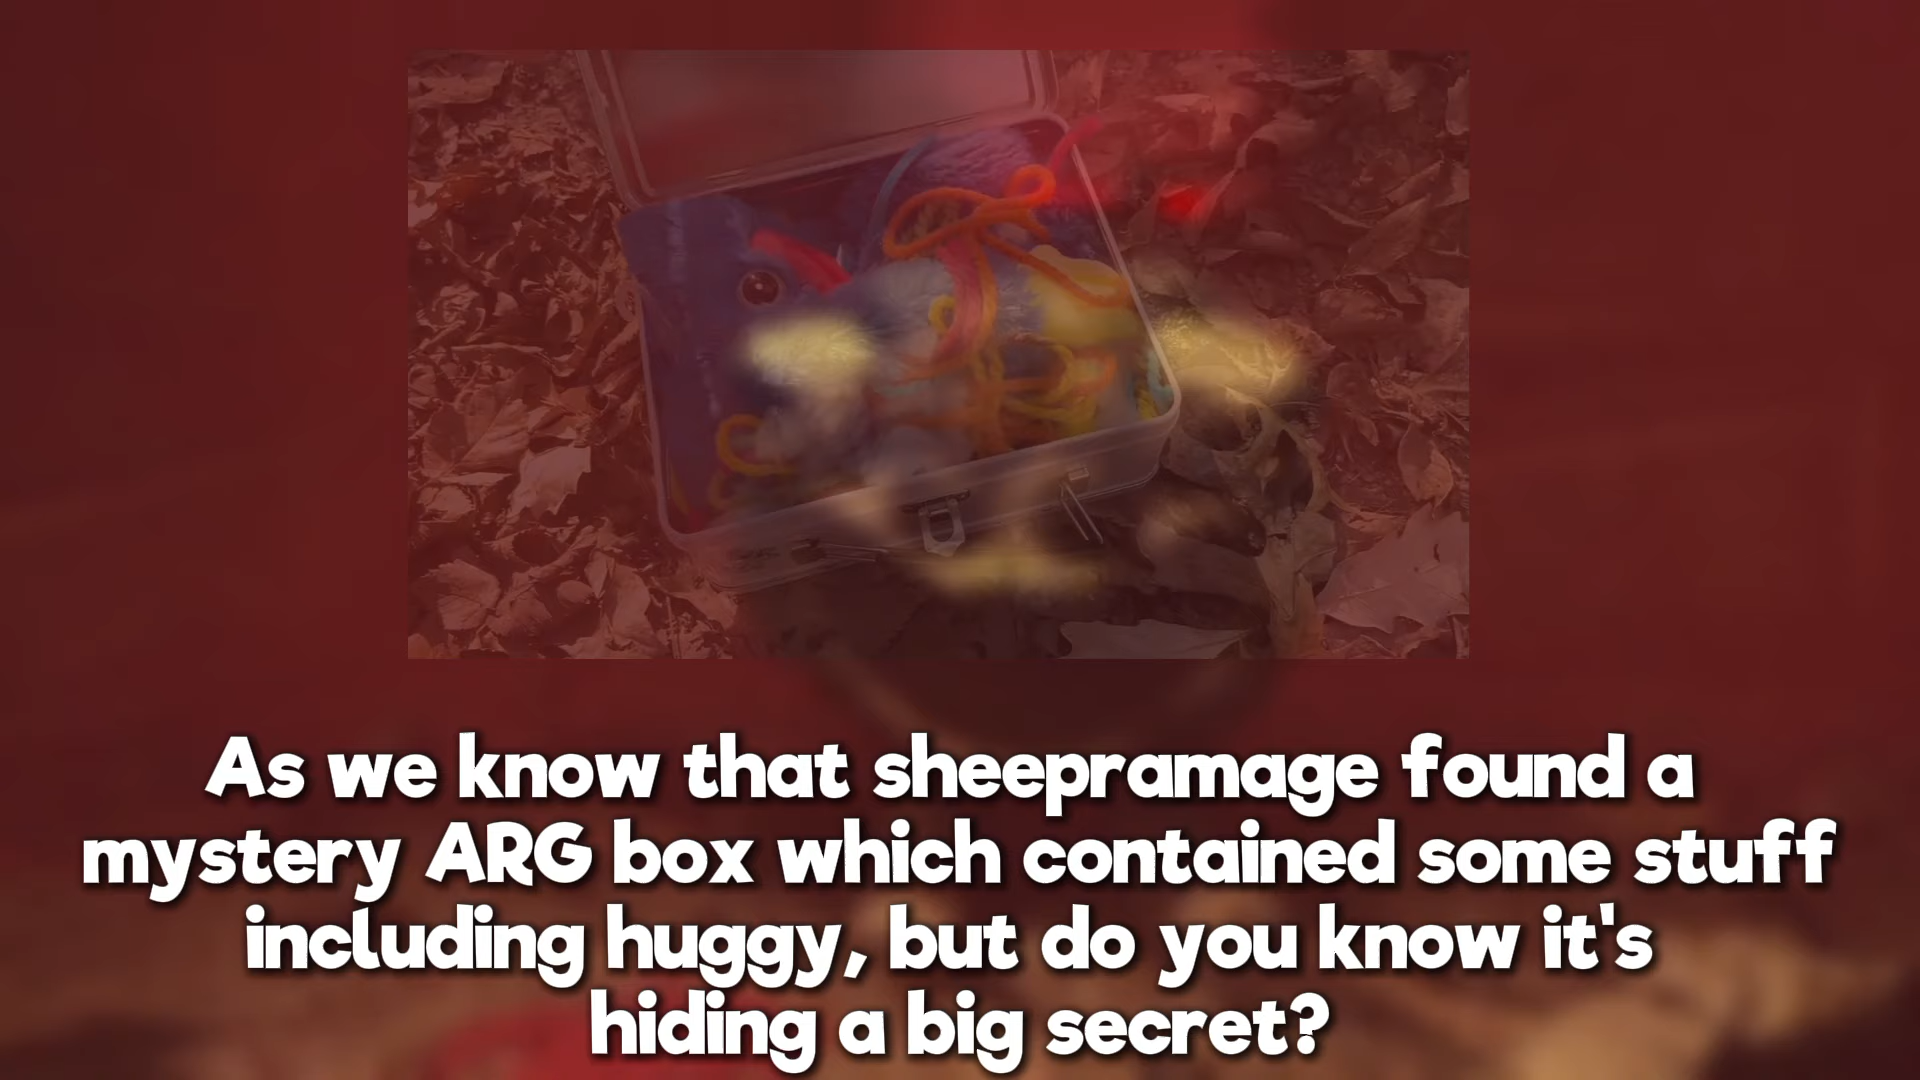 As we know that sheepramage found a
mystery ARG box which contained some stuff
including huggy, but do you know it's
hiding a big secret?